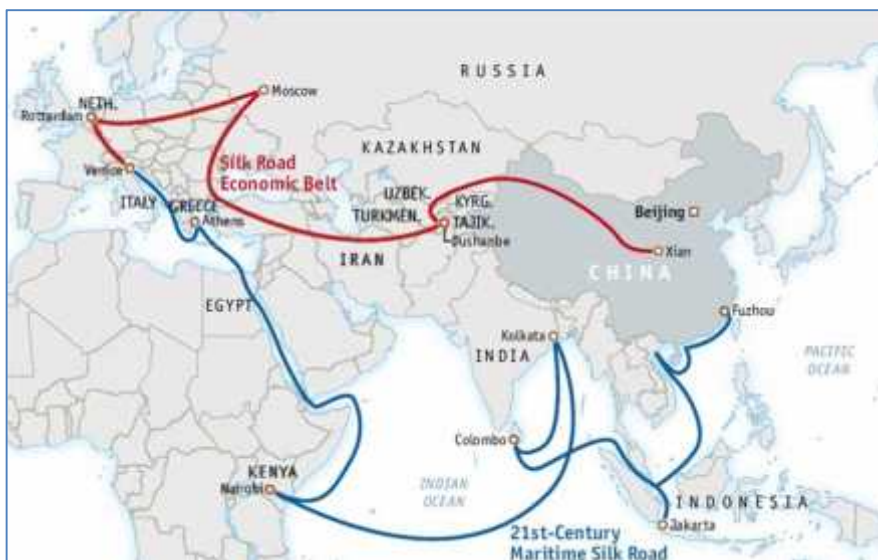 RUSSIA
Moscow
NETH.
Rotterdam
KAZAKHSTAN
Silk Road
Economic Belt
Venice
UZBEK.
KYRG.
ITALY
GREECE
TURKMEN.
TAJIK.
Beijing
Athens
Dushanbe
Xian
IRAN
CHINA
EGYPT
Fuzhou
Kolkata
INDIA
PACIFIC
OCEAN
Colombo
KENYA
Nairobi
INDIAN
OCEAN
INDONESIA
Jakarta
21st-Century
Maritime Silk Road